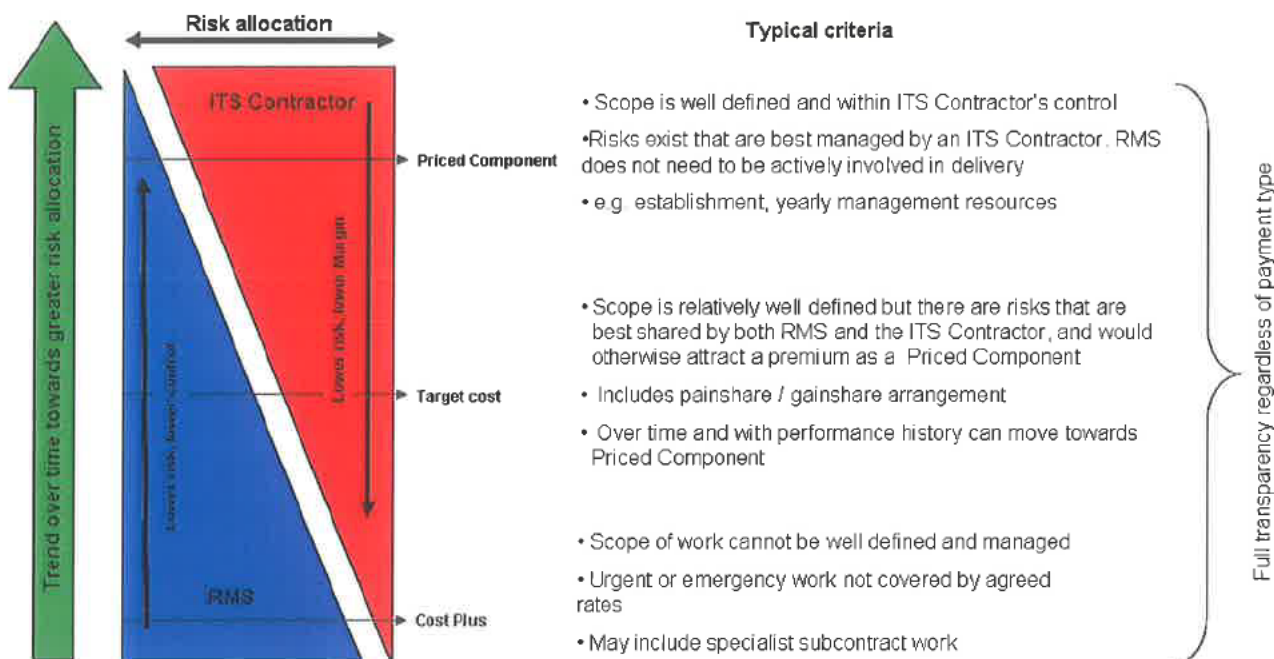 Risk allocation
Typical criteria
Trend over time towards greater risk allocation
ITS Contractor
Lower risk, lower control
Lower risk, lower Margin
RMS
Priced Component
• Scope is well defined and within ITS Contractor's control
•Risks exist that are best managed by an ITS Contractor. RMS
does not need to be actively involved in delivery
• e.g. establishment, yearly management resources
Target cost
• Scope is relatively well defined but there are risks that are
best shared by both RMS and the ITS Contractor, and would
otherwise attract a premium as a Priced Component
• Includes painshare / gainshare arrangement
• Over time and with performance history can move towards
Priced Component
Cost Plus
• Scope of work cannot be well defined and managed
• Urgent or emergency work not covered by agreed
rates
• May include specialist subcontract work
Full transparency regardless of payment type